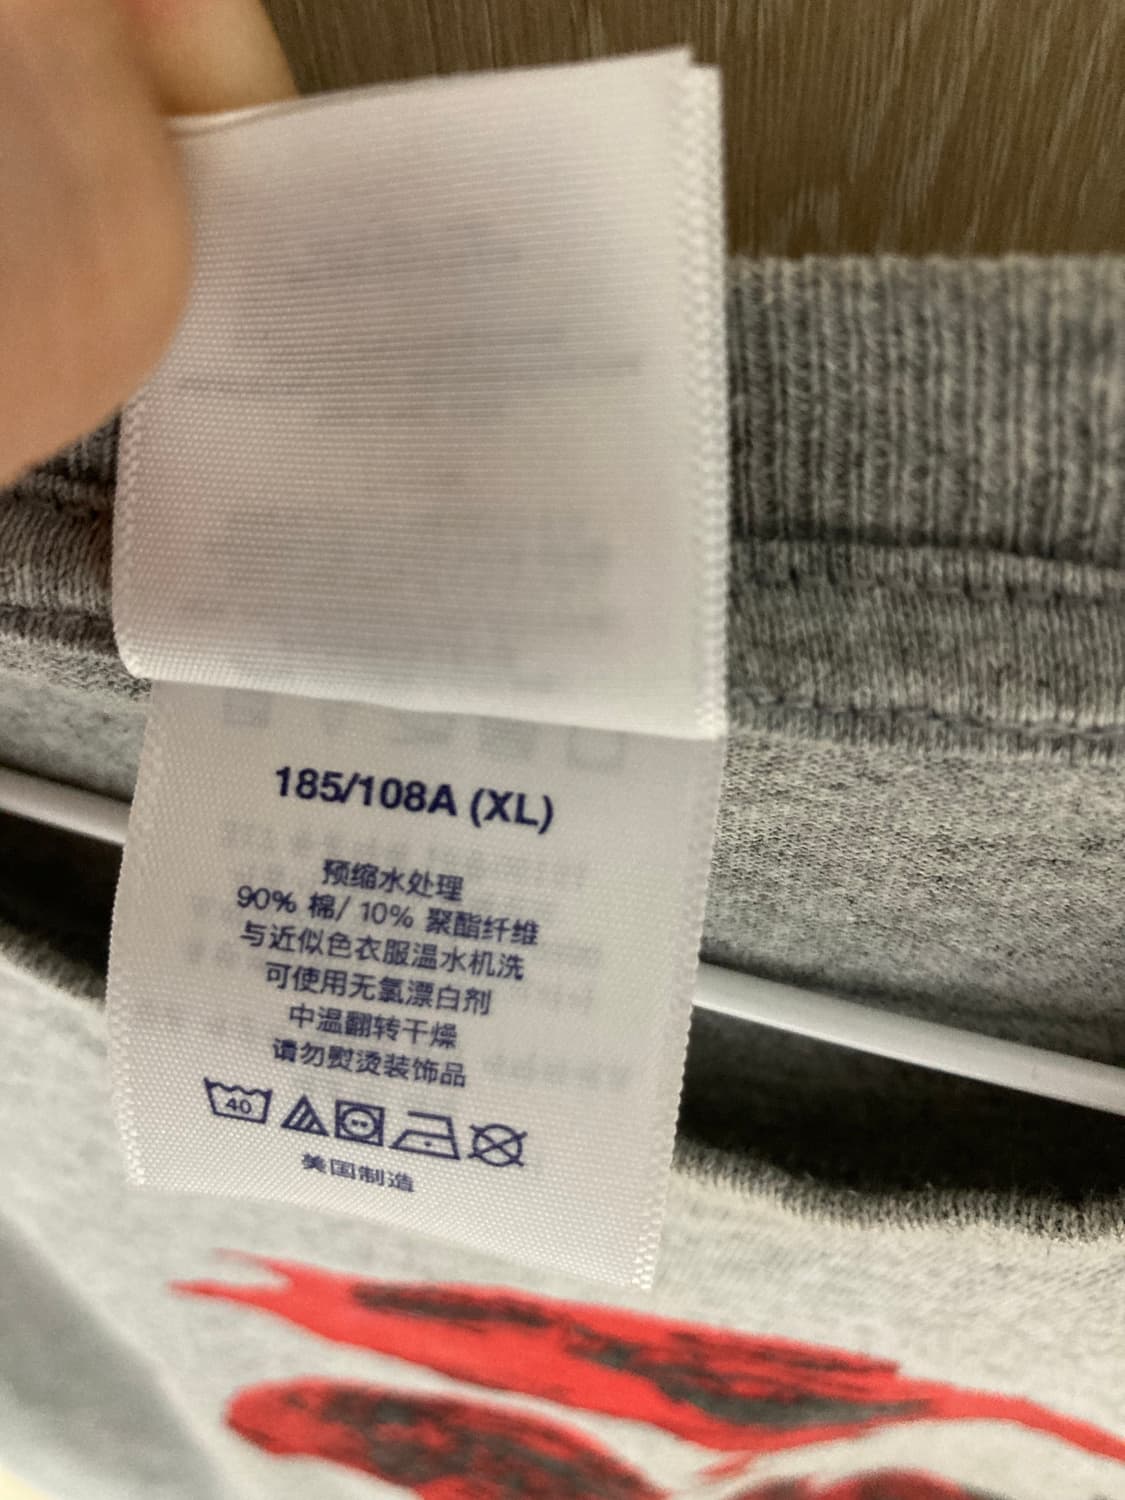 185/108A (XL)
预缩水处理
90% 棉/ 10% 聚酯纤维
与近似色衣服温水机洗
可使用无氯漂白剂
中温翻转干燥
请勿熨烫装饰品
40
美国制造